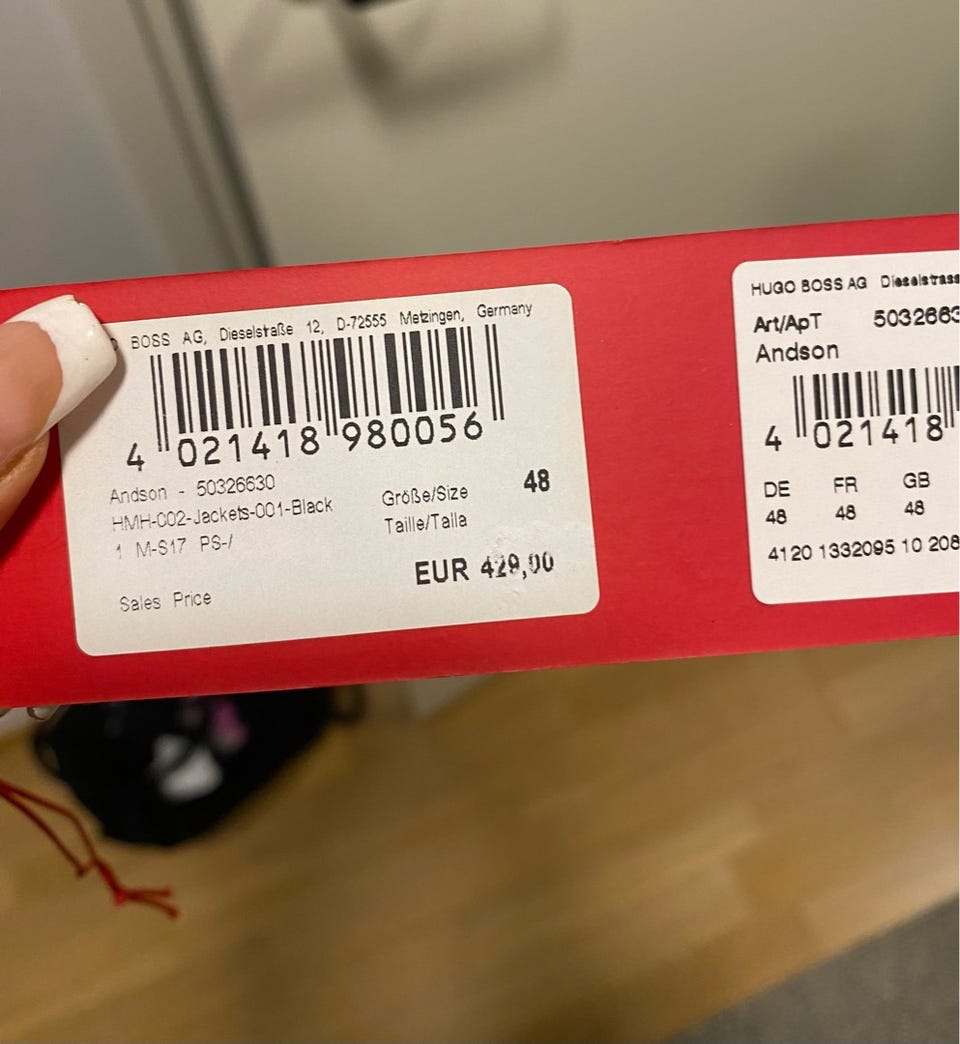 BOSS AG, Dieselstraße 12, D-72555 Metzingen, Germany
4 021418 980056
Andson - 50326630
HMH-002-Jackets-001-Black
1 M-S17 PS-/
Größe/Size 48
Taille/Talla
EUR 429,00
Sales Price
HUGO BOSS AG Dieselstrass
Art/ApT 5032663
Andson
4 021418
DE FR GB
48 48 48
4120 1332095 10 208